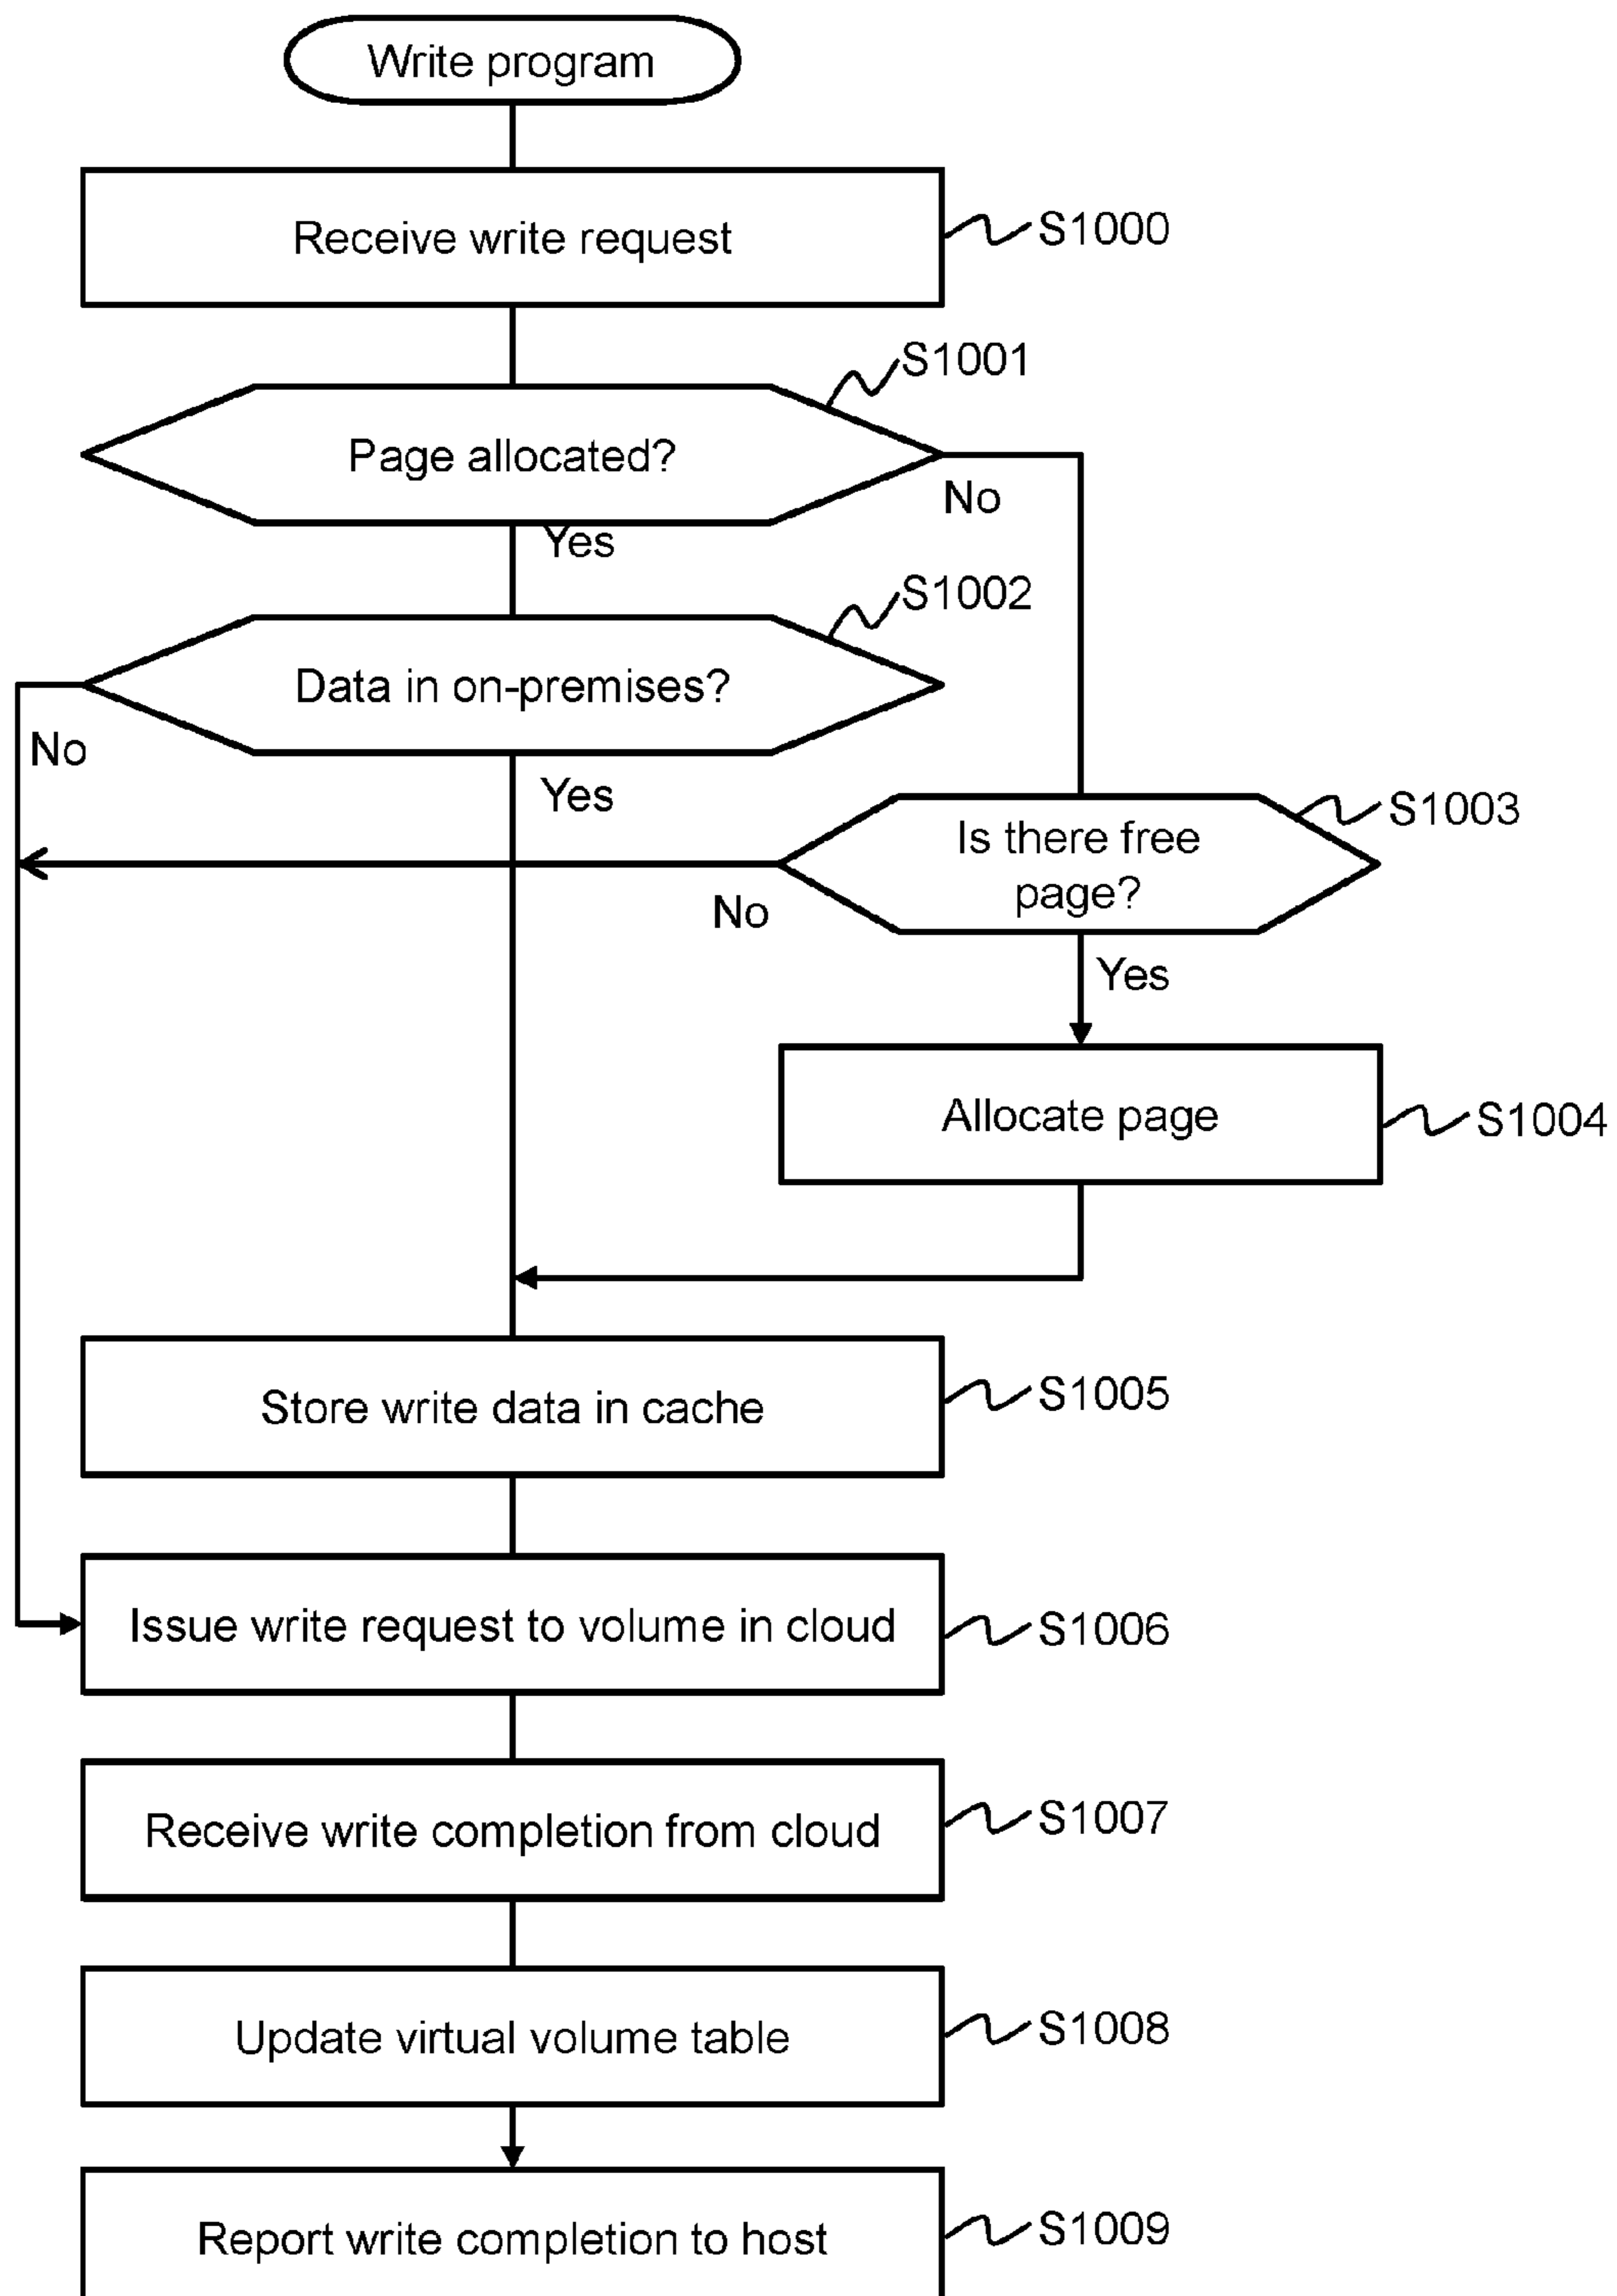 Write program
Receive write request
S1000
S1001
Page allocated?
No
Yes
S1002
Data in on-premises?
No
Yes
S1003
Is there free
page?
No
Yes
Allocate page
S1004
Store write data in cache
S1005
Issue write request to volume in cloud
S1006
Receive write completion from cloud
S1007
Update virtual volume table
S1008
Report write completion to host
S1009